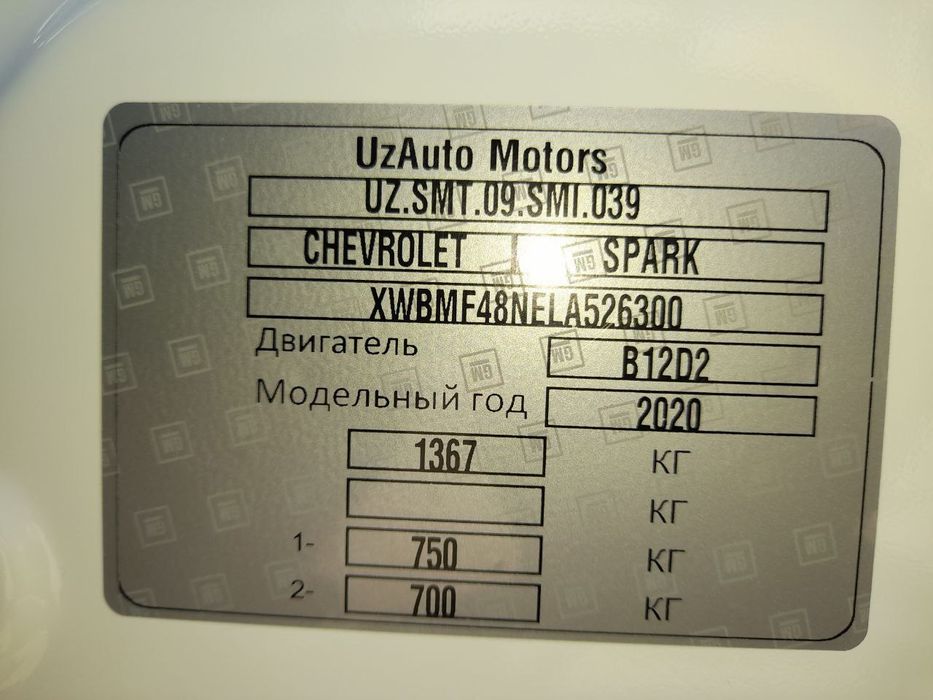 UzAuto Motors
UZ.SMT.09.SMI.039
CHEVROLET SPARK
XWBMF48NELA526300
Двигатель B12D2
Модельный год 2020
1367 КГ
КГ
1- 750 КГ
2- 700 КГ